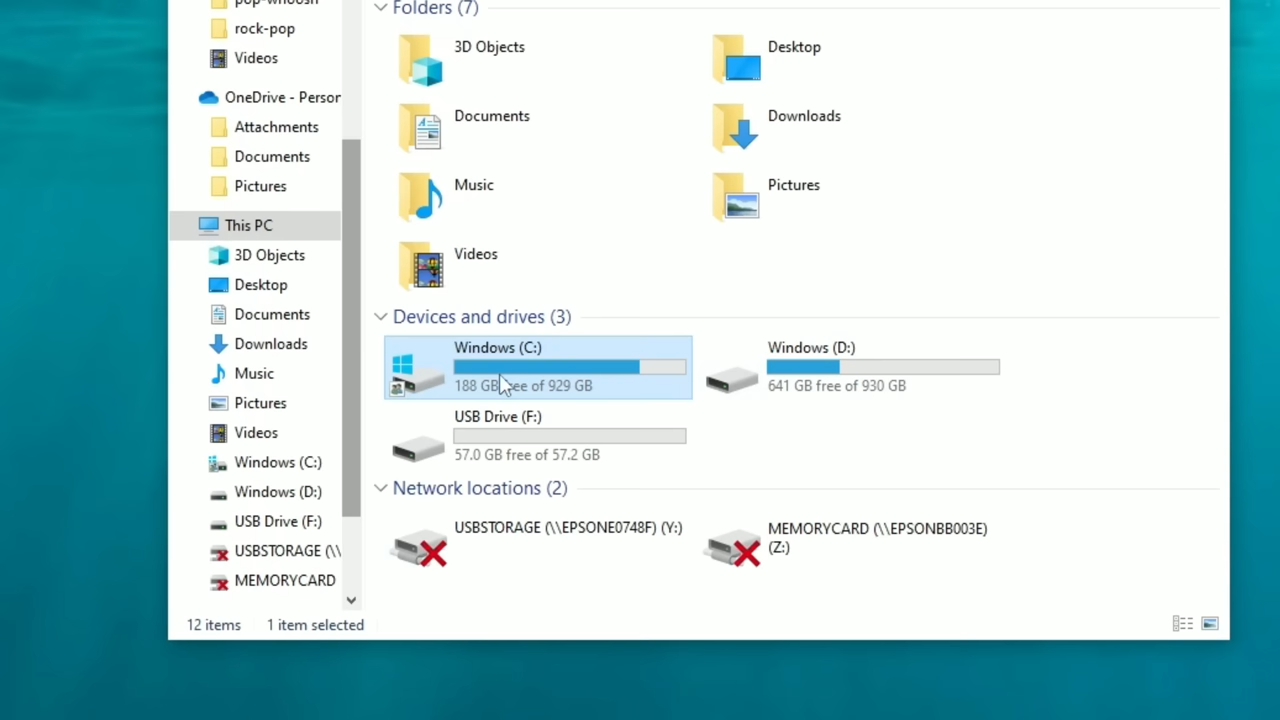 pop-whoosh
rock-pop
Videos
OneDrive - Person
Attachments
Documents
Pictures
This PC
3D Objects
Desktop
Documents
Downloads
Music
Pictures
Videos
Windows (C:)
Windows (D:)
USB Drive (F:)
USBSTORAGE (\\
MEMORYCARD
Folders (7)
3D Objects
Desktop
Documents
Downloads
Music
Pictures
Videos
Devices and drives (3)
Windows (C:)
188 GB free of 929 GB
Windows (D:)
641 GB free of 930 GB
USB Drive (F:)
57.0 GB free of 57.2 GB
Network locations (2)
USBSTORAGE (\\EPSONE0748F) (Y:)
MEMORYCARD (\\EPSONBB003E)
(Z:)
12 items
1 item selected